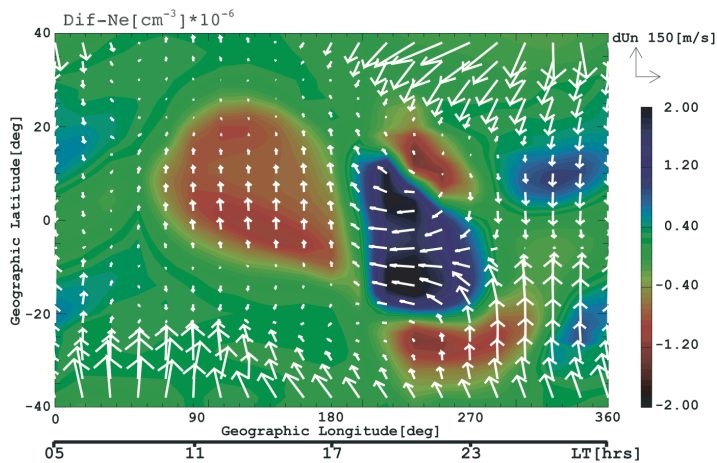 Dif-Ne[cm⁻³]*10⁻⁶
dUn 150[m/s]
40
20
0
-20
-40
Geographic Latitude[deg]
2.00
1.20
0.40
-0.40
-1.20
-2.00
0 90 180 270 360
Geographic Longitude[deg]
05 11 17 23 LT[hrs]